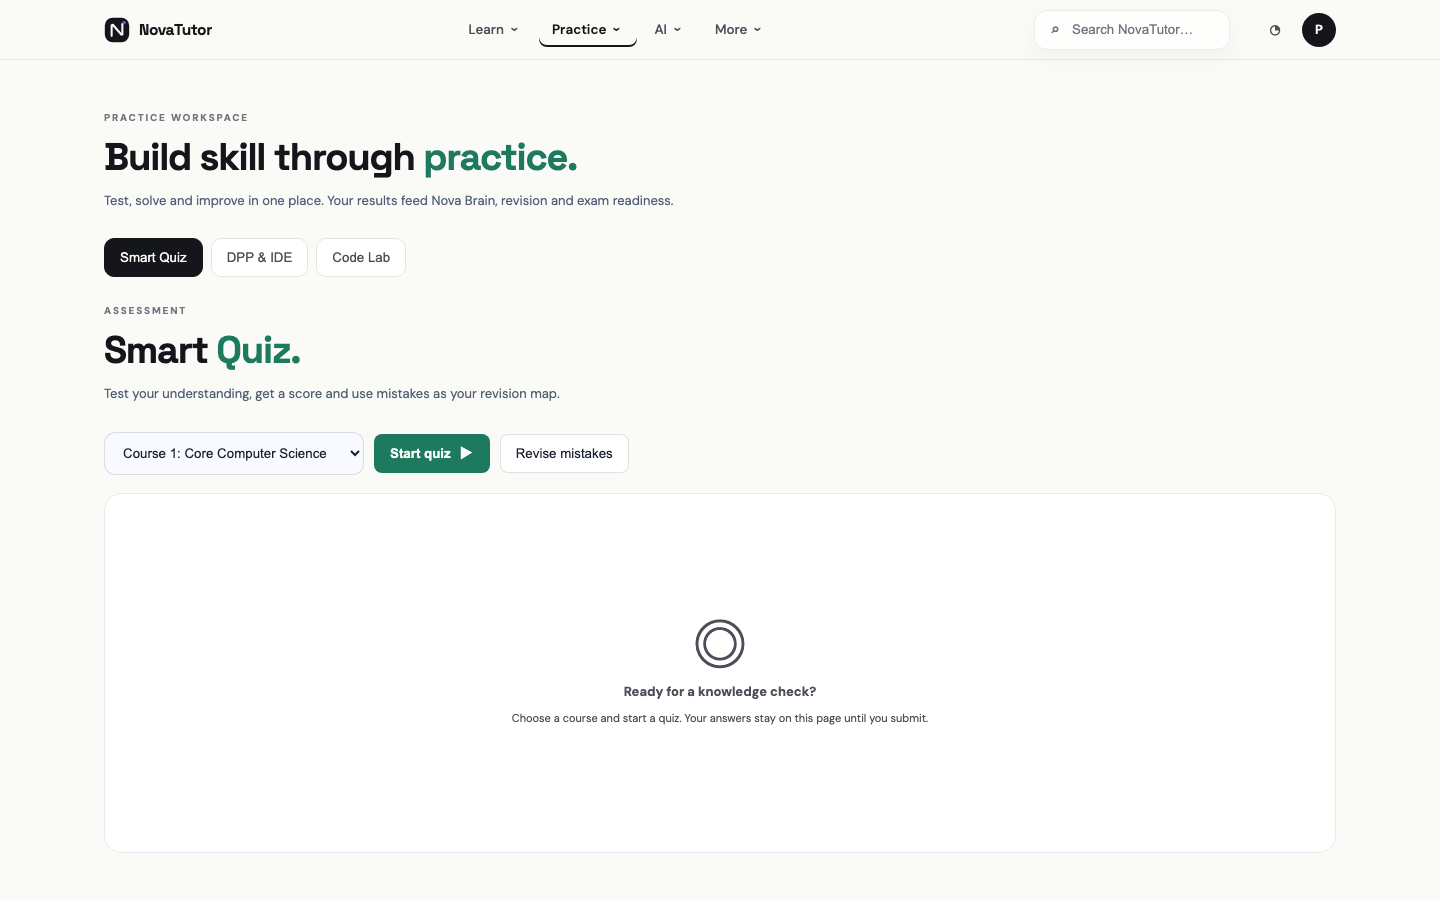 N NovaTutor
Learn
Practice
AI
More
Search NovaTutor...
P
PRACTICE WORKSPACE
Build skill through practice.
Test, solve and improve in one place. Your results feed Nova Brain, revision and exam readiness.
Smart Quiz
DPP & IDE
Code Lab
ASSESSMENT
Smart Quiz.
Test your understanding, get a score and use mistakes as your revision map.
Course 1: Core Computer Science
Start quiz ▶
Revise mistakes
Ready for a knowledge check?
Choose a course and start a quiz. Your answers stay on this page until you submit.